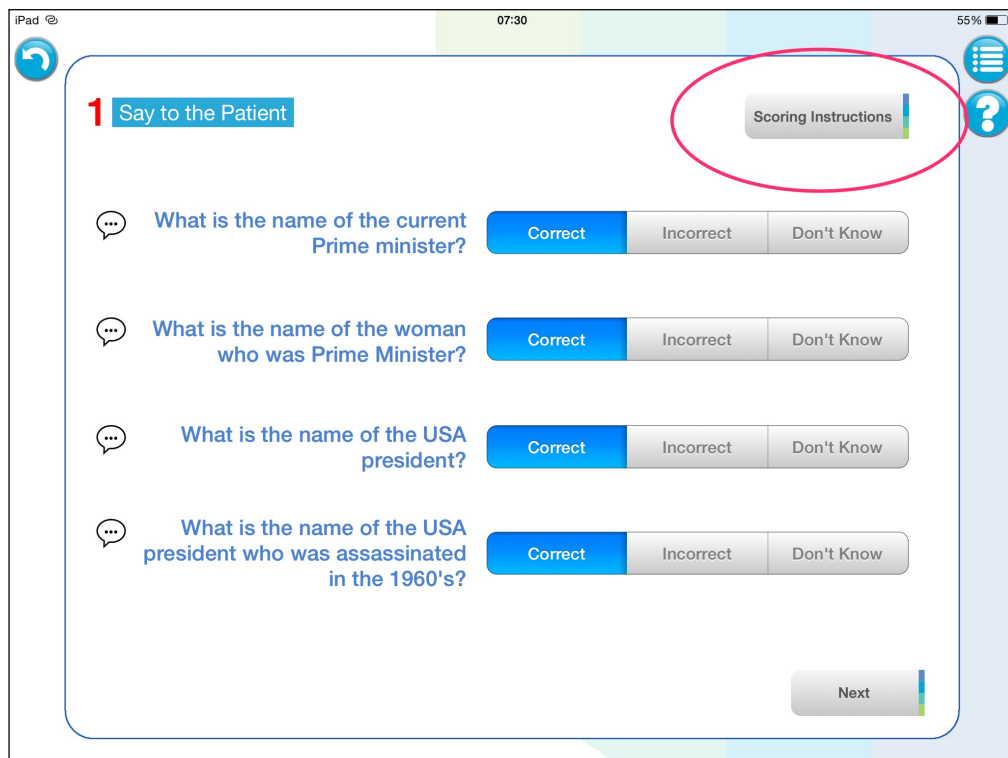 iPad 07:30 55%
1 Say to the Patient
Scoring Instructions
What is the name of the current
Prime minister?
Correct Incorrect Don't Know
What is the name of the woman
who was Prime Minister?
Correct Incorrect Don't Know
What is the name of the USA
president?
Correct Incorrect Don't Know
What is the name of the USA
president who was assassinated
in the 1960's?
Correct Incorrect Don't Know
Next